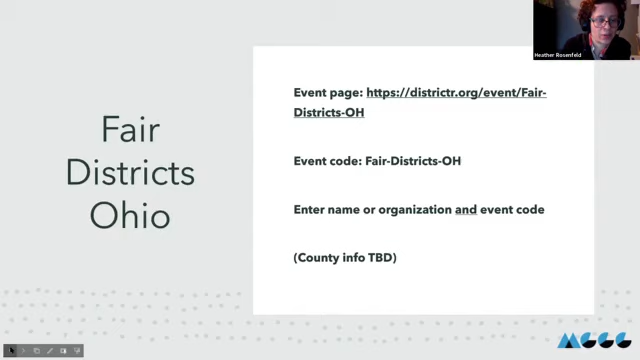 Heather Rosenfeld
Fair
Districts
Ohio
Event page: https://districtr.org/event/Fair-
Districts-OH
Event code: Fair-Districts-OH
Enter name or organization and event code
(County info TBD)
MGGG